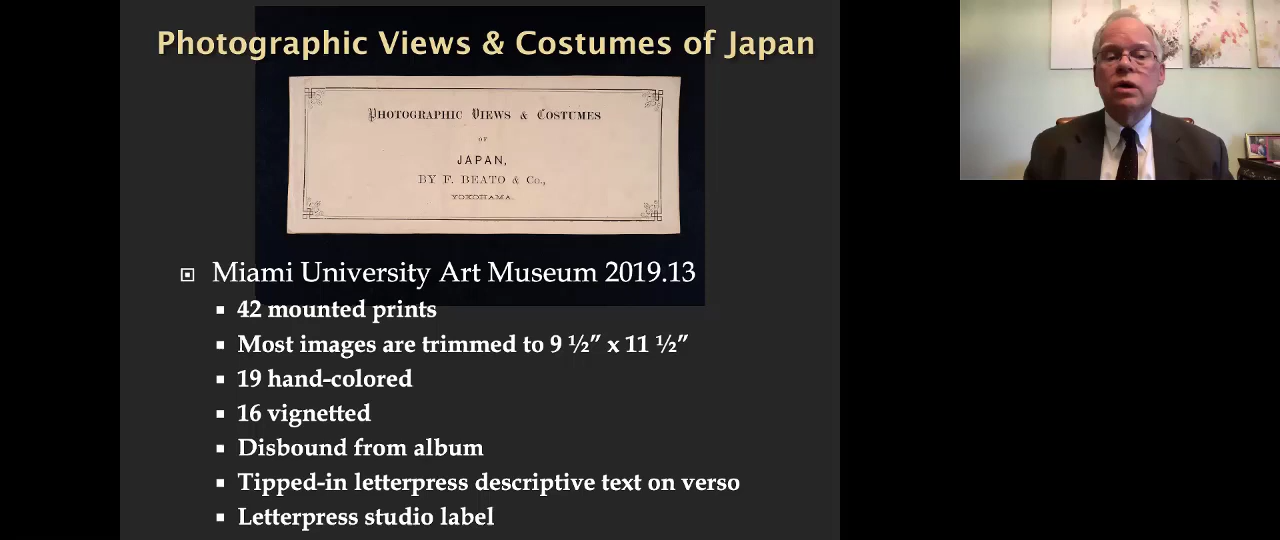 Photographic Views & Costumes of Japan
PHOTOGRAPHIC VIEWS & COSTUMES
OF
JAPAN,
BY F. BEATO & Co.,
YOKOHAMA.
Miami University Art Museum 2019.13
42 mounted prints
Most images are trimmed to 9 ½” x 11 ½”
19 hand-colored
16 vignetted
Disbound from album
Tipped-in letterpress descriptive text on verso
Letterpress studio label